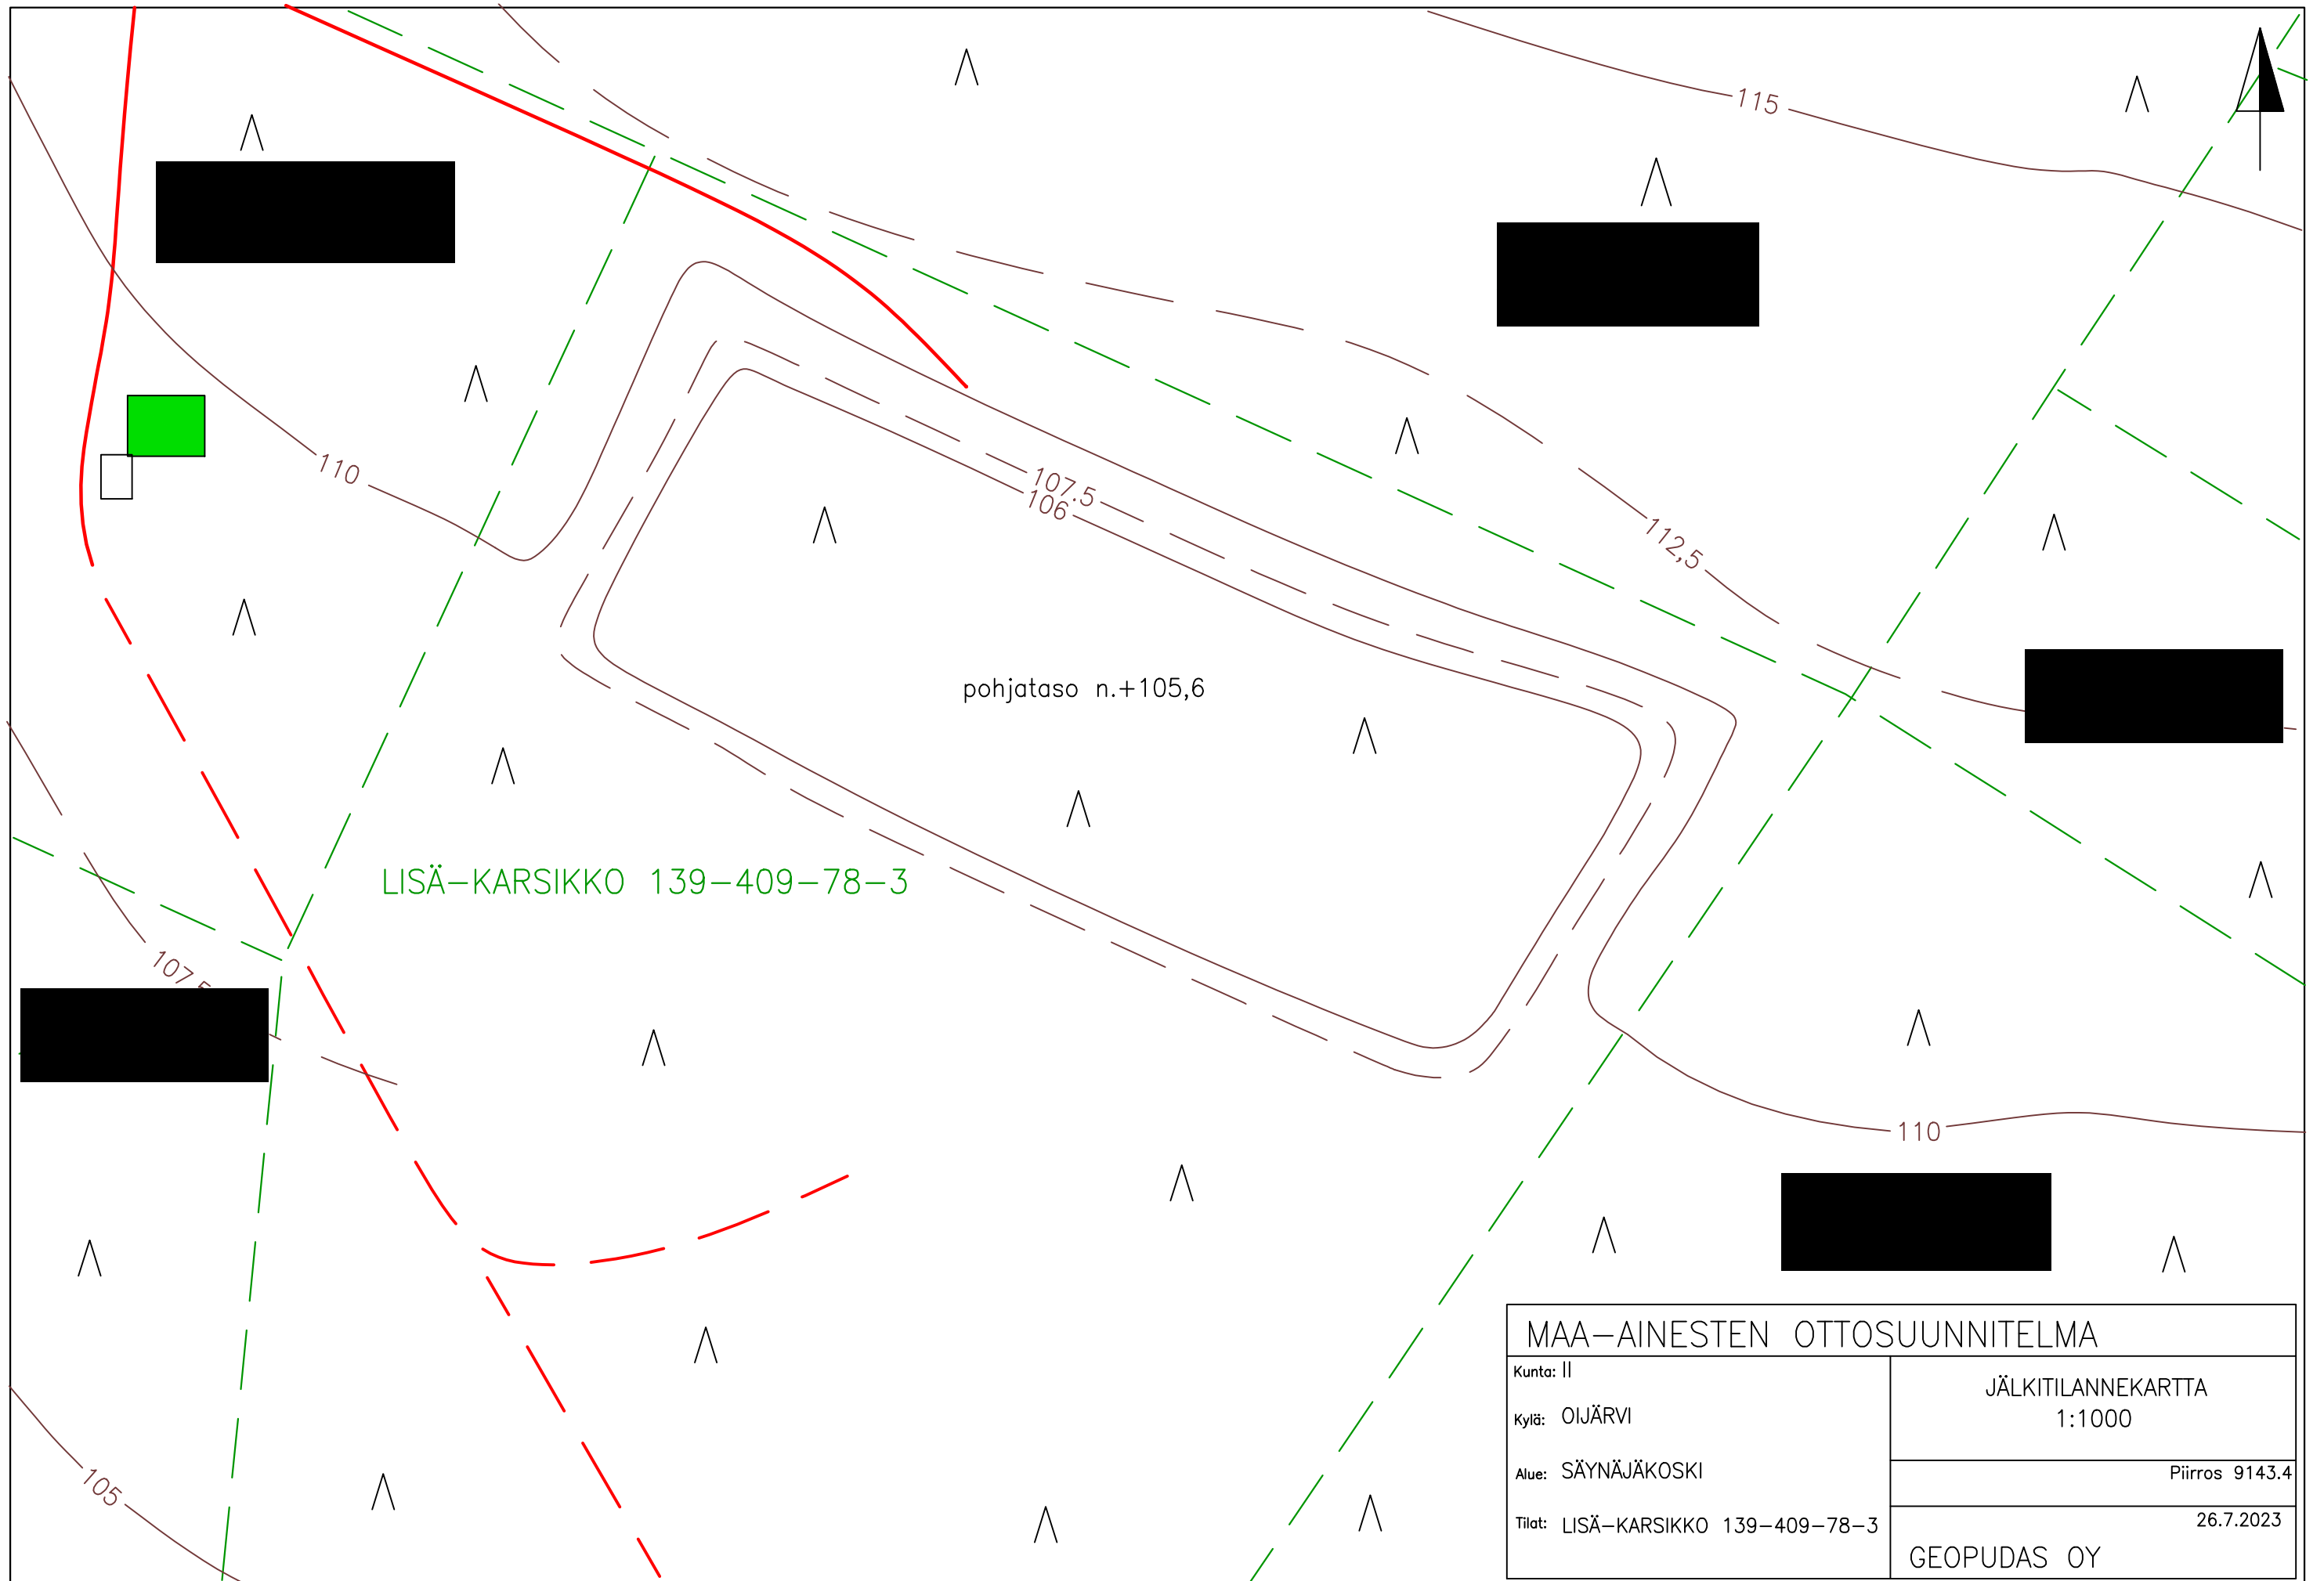 115
110
107.5
106
112,5
pohjataso n.+105,6
LISÄ-KARSIKKO 139-409-78-3
107,5
110
105
MAA-AINESTEN OTTOSUUNNITELMA
Kunta: II
Kylä: OIJÄRVI
Alue: SÄYNÄJÄKOSKI
Tilat: LISÄ-KARSIKKO 139-409-78-3
JÄLKITILANNEKARTTA
1:1000
Piirros 9143.4
26.7.2023
GEOPUDAS OY